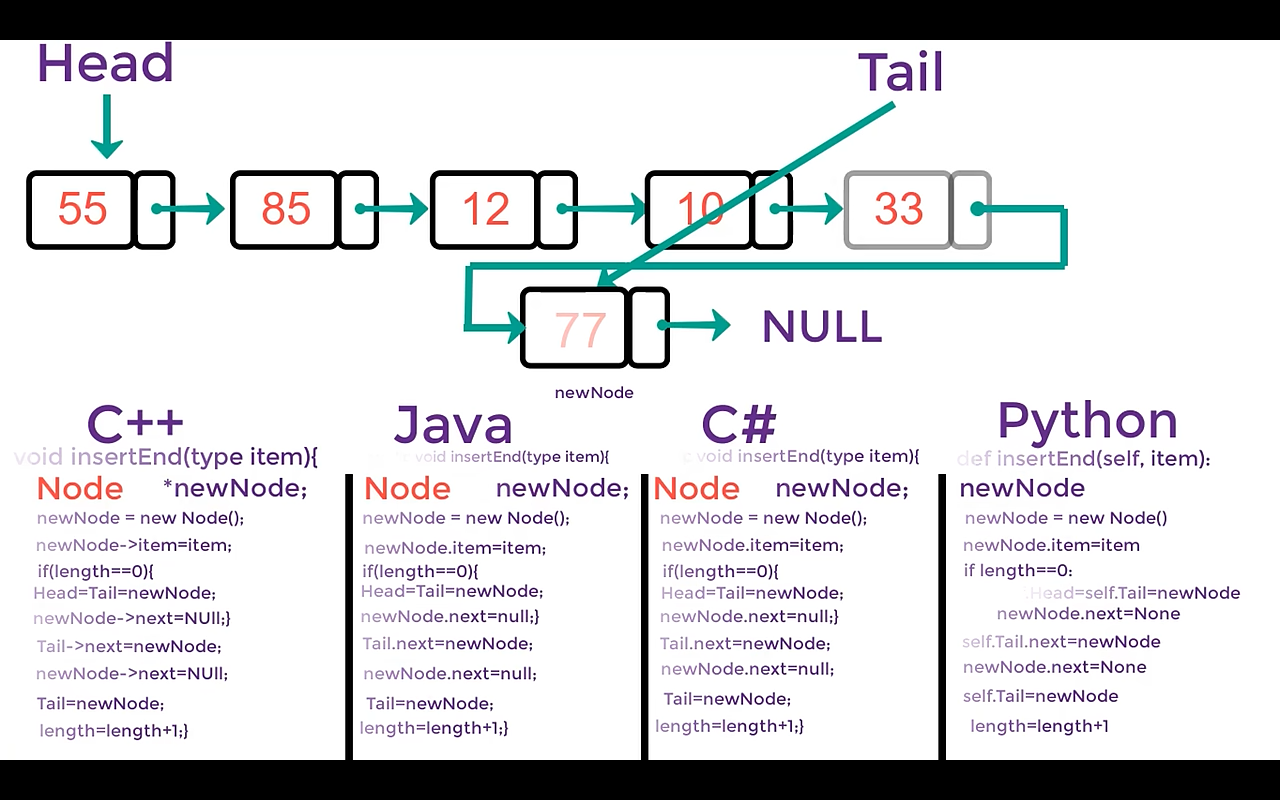 Head
Tail
55
85
12
10
33
77
NULL
newNode
C++
void insertEnd(type item){
Node *newNode;
newNode = new Node();
newNode->item=item;
if(length==0){
Head=Tail=newNode;
newNode->next=NUll;}
Tail->next=newNode;
newNode->next=NUll;
Tail=newNode;
length=length+1;}
Java
void insertEnd(type item){
Node newNode;
newNode = new Node();
newNode.item=item;
if(length==0){
Head=Tail=newNode;
newNode.next=null;}
Tail.next=newNode;
newNode.next=null;
Tail=newNode;
length=length+1;}
C#
void insertEnd(type item){
Node newNode;
newNode = new Node();
newNode.item=item;
if(length==0){
Head=Tail=newNode;
newNode.next=null;}
Tail.next=newNode;
newNode.next=null;
Tail=newNode;
length=length+1;}
Python
def insertEnd(self, item):
newNode
newNode = new Node()
newNode.item=item
if length==0:
.Head=self.Tail=newNode
newNode.next=None
self.Tail.next=newNode
newNode.next=None
self.Tail=newNode
length=length+1